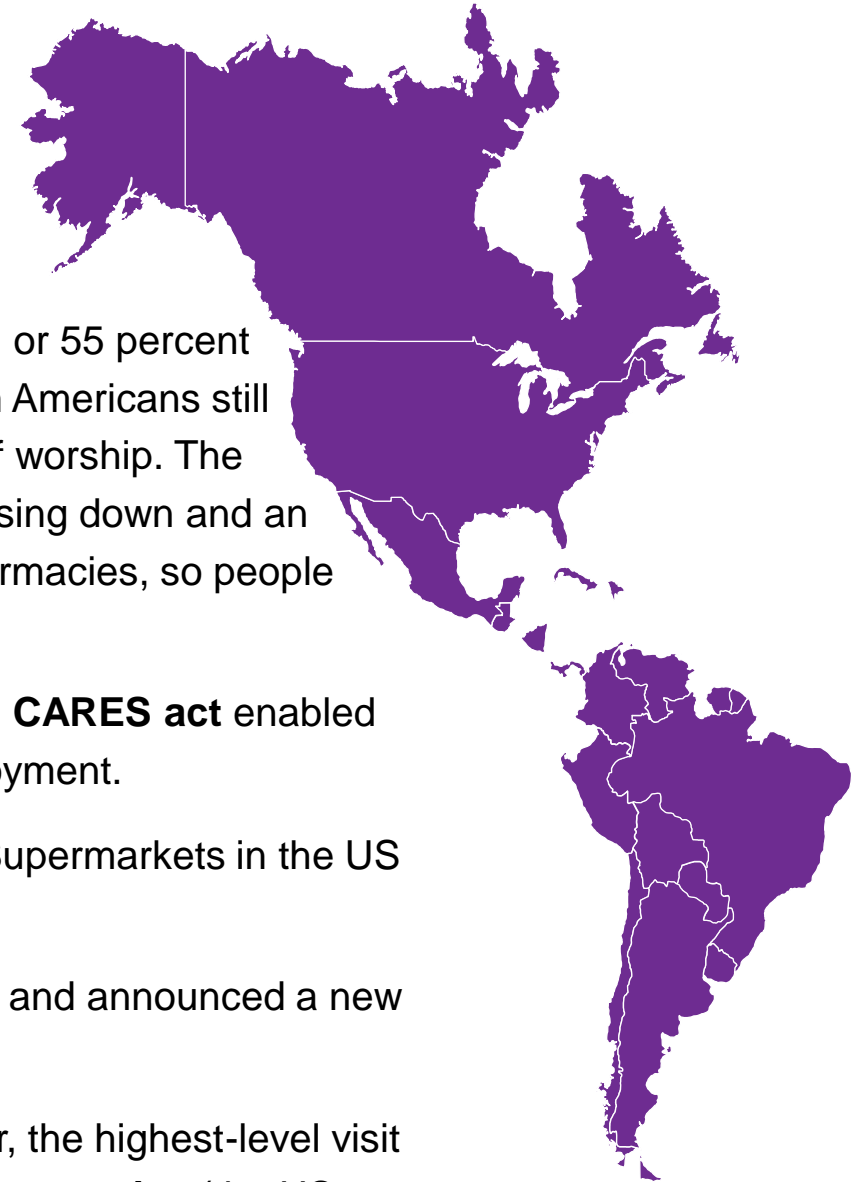 or 55 percent
Americans still
worship. The
sing down and an
rmacies, so people
CARES act enabled
oyment.
Supermarkets in the US
and announced a new
r, the highest-level visit